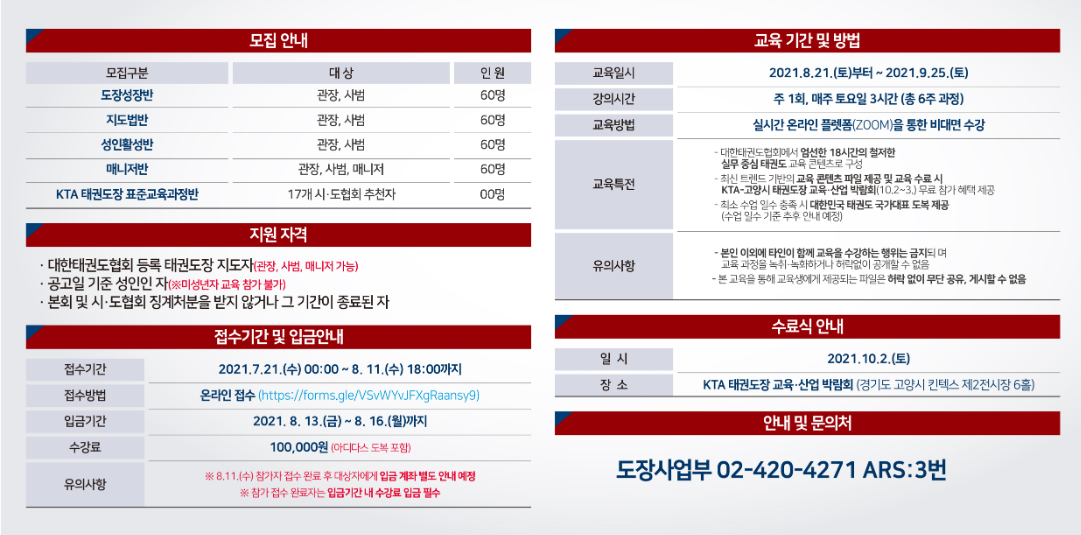 모집 안내
모집구분 대 상 인 원
도장성장반 관장, 사범 60명
지도법반 관장, 사범 60명
성인활성반 관장, 사범 60명
매니저반 관장, 사범, 매니저 60명
KTA 태권도장 표준교육과정반 17개 시·도협회 추천자 00명
지원 자격
· 대한태권도협회 등록 태권도장 지도자(관장, 사범, 매니저 가능)
· 공고일 기준 성인인 자(※미성년자 교육 참가 불가)
· 본회 및 시·도협회 징계처분을 받지 않거나 그 기간이 종료된 자
접수기간 및 입금안내
접수기간 2021.7.21.(수) 00:00 ~ 8. 11.(수) 18:00까지
접수방법 온라인 접수 (https://forms.gle/VSvWYvJFXgRaansy9)
입금기간 2021. 8. 13.(금) ~ 8. 16.(월)까지
수강료 100,000원 (아디다스 도복 포함)
유의사항
※ 8.11.(수) 참가자 접수 완료 후 대상자에게 입금 계좌 별도 안내 예정
※ 참가 접수 완료자는 입금기간 내 수강료 입금 필수
교육 기간 및 방법
교육일시 2021.8.21.(토)부터 ~ 2021.9.25.(토)
강의시간 주 1회, 매주 토요일 3시간 (총 6주 과정)
교육방법 실시간 온라인 플렛폼(ZOOM)을 통한 비대면 수강
교육특전
- 대한태권도협회에서 엄선한 18시간의 철저한
실무 중심 태권도 교육 콘텐츠로 구성
- 최신 트렌드 기반의 교육 콘텐츠 파일 제공 및 교육 수료 시
KTA-고양시 태권도장 교육·산업 박람회(10.2~3.) 무료 참가 혜택 제공
- 최소 수업 일수 충족 시 대한민국 태권도 국가대표 도복 제공
(수업 일수 기준 추후 안내 예정)
유의사항
- 본인 이외에 타인이 함께 교육을 수강하는 행위는 금지되 며
교육 과정을 녹취·녹화하거나 허락없이 공개할 수 없음
- 본 교육을 통해 교육생에게 제공되는 파일은 허락 없이 무단 공유, 게시할 수 없음
수료식 안내
일 시 2021.10.2.(토)
장 소 KTA 태권도장 교육·산업 박람회 (경기도 고양시 킨텍스 제2전시장 6홀)
안내 및 문의처
도장사업부 02-420-4271 ARS:3번